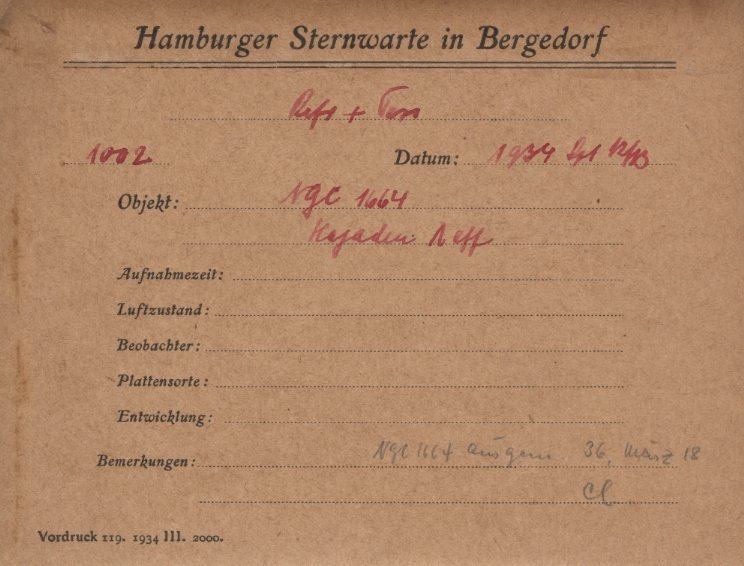 Hamburger Sternwarte in Bergedorf
Refr +
1002 Datum: 1934
Objekt: NGC 1664
Hyaden
Aufnahmezeit:
Luftzustand:
Beobachter:
Plattensorte:
Entwicklung:
Bemerkungen: NGC 1664 ausgem 36, März 18
Vordruck 119. 1934 III. 2000.